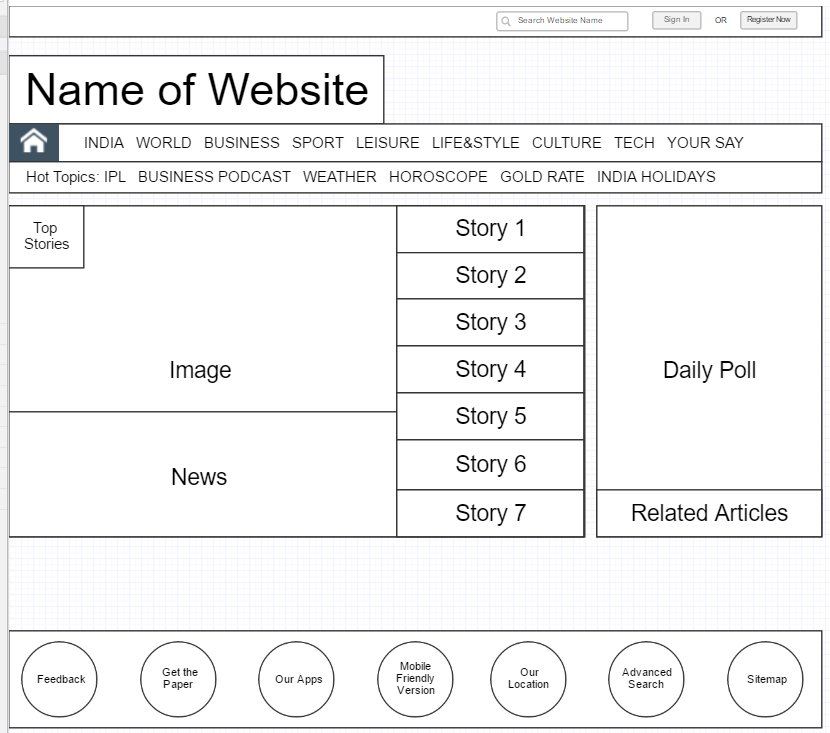 Search Website Name
Sign In OR Register Now
Name of Website
INDIA WORLD BUSINESS SPORT LEISURE LIFE&STYLE CULTURE TECH YOUR SAY
Hot Topics: IPL BUSINESS PODCAST WEATHER HOROSCOPE GOLD RATE INDIA HOLIDAYS
Top
Stories
Image
News
Story 1
Story 2
Story 3
Story 4
Story 5
Story 6
Story 7
Daily Poll
Related Articles
Feedback
Get the
Paper
Our Apps
Mobile
Friendly
Version
Our
Location
Advanced
Search
Sitemap